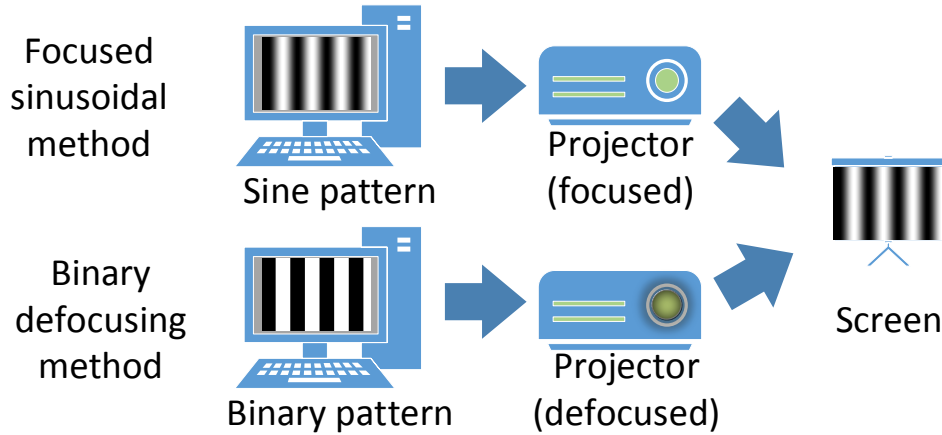 Focused
sinusoidal
method
Sine pattern
Projector
(focused)
Binary
defocusing
method
Binary pattern
Projector
(defocused)
Screen